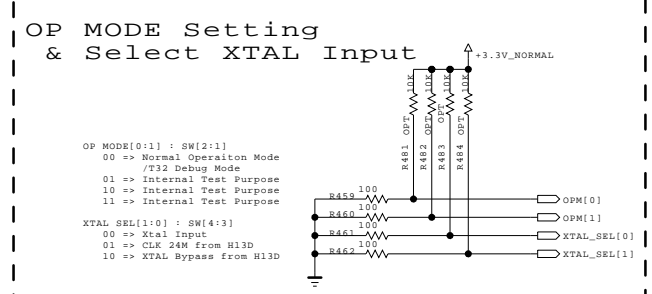 OP MODE Setting
& Select XTAL Input
+3.3V_NORMAL
10K
10K
10K
10K
OPT
OPT
OPT
OPT
R481
R482
R483
R484
OP MODE[0:1] : SW[2:1]
00 => Normal Operaiton Mode
/T32 Debug Mode
01 => Internal Test Purpose
10 => Internal Test Purpose
11 => Internal Test Purpose
XTAL SEL[1:0] : SW[4:3]
00 => Xtal Input
01 => CLK 24M from H13D
10 => XTAL Bypass from H13D
R459 100 OPM[0]
R460 100 OPM[1]
R461 100 XTAL_SEL[0]
R462 100 XTAL_SEL[1]